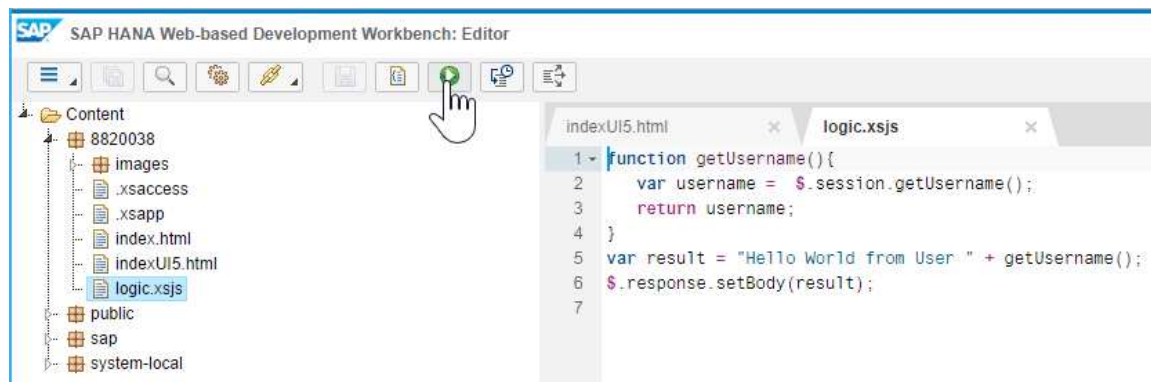 SAP SAP HANA Web-based Development Workbench: Editor
Content
8820038
images
.xsaccess
.xsapp
index.html
indexUI5.html
logic.xsjs
public
sap
system-local
indexUI5.html × logic.xsjs ×
1 function getUsername(){
2 var username = $.session.getUsername();
3 return username;
4 }
5 var result = "Hello World from User " + getUsername();
6 $.response.setBody(result);
7